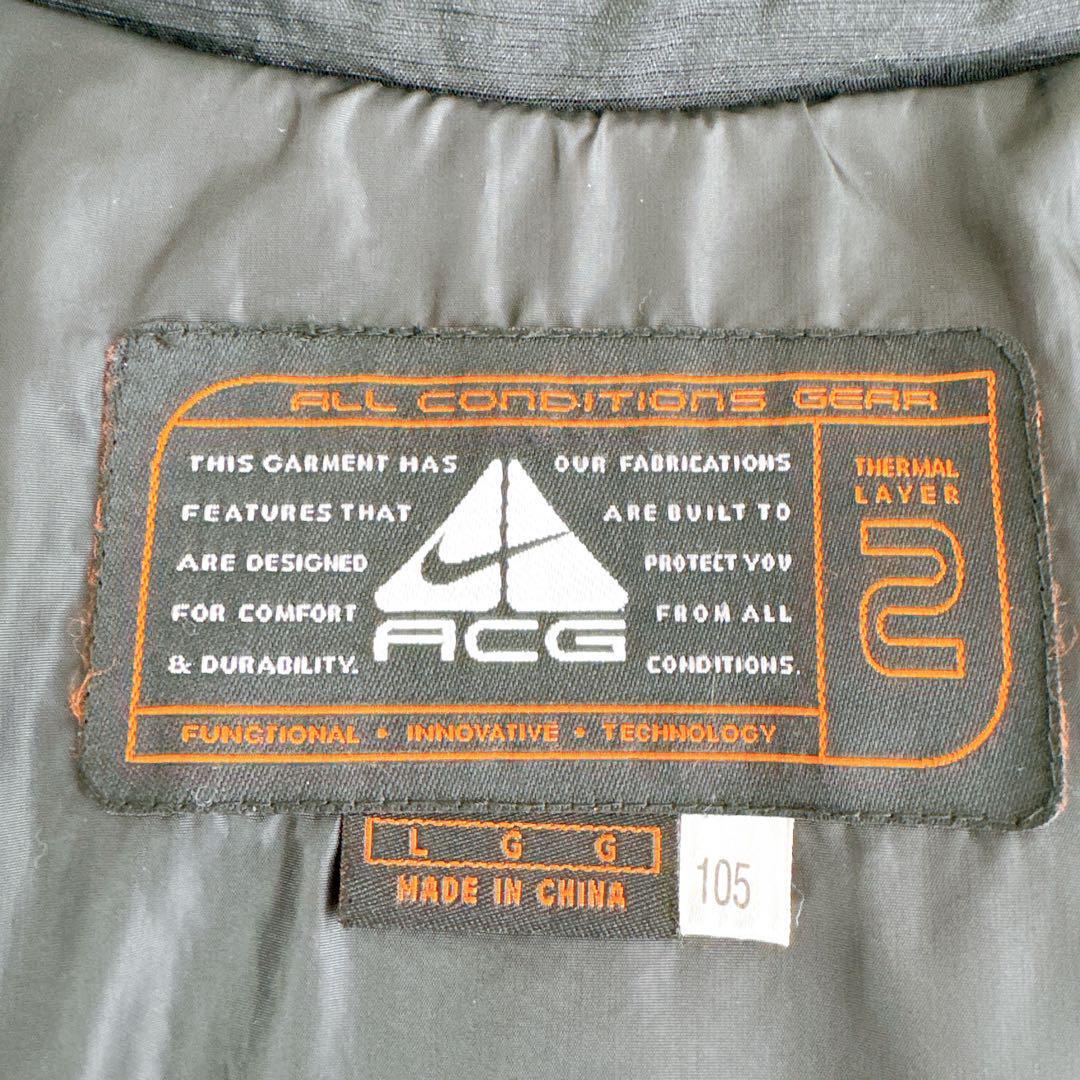 ALL CONDITIONS GEAR
THIS GARMENT HAS
FEATURES THAT
ARE DESIGNED
FOR COMFORT
& DURABILITY.
ACG
OUR FABRICATIONS
ARE BUILT TO
PROTECT YOU
FROM ALL
CONDITIONS.
THERMAL
LAYER
2
FUNCTIONAL • INNOVATIVE • TECHNOLOGY
L G G
MADE IN CHINA
105